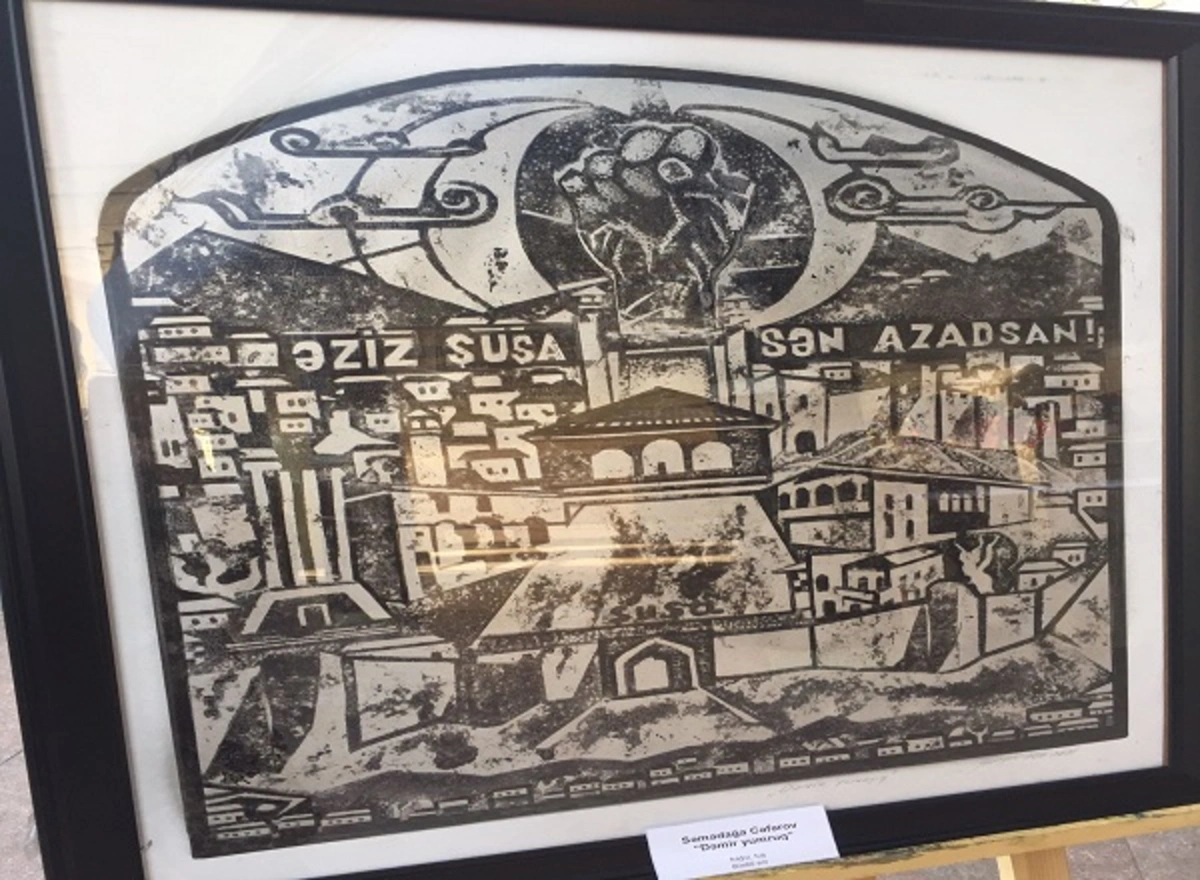 ƏZİZ ŞUŞA
SƏN AZADSAN!
ŞUŞA
Səmədağa Cəfərov
"Dəmir yumruq"